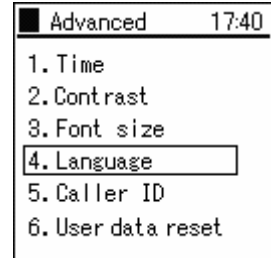 Advanced 17:40
1. Time
2. Contrast
3. Font size
4. Language
5. Caller ID
6. User data reset